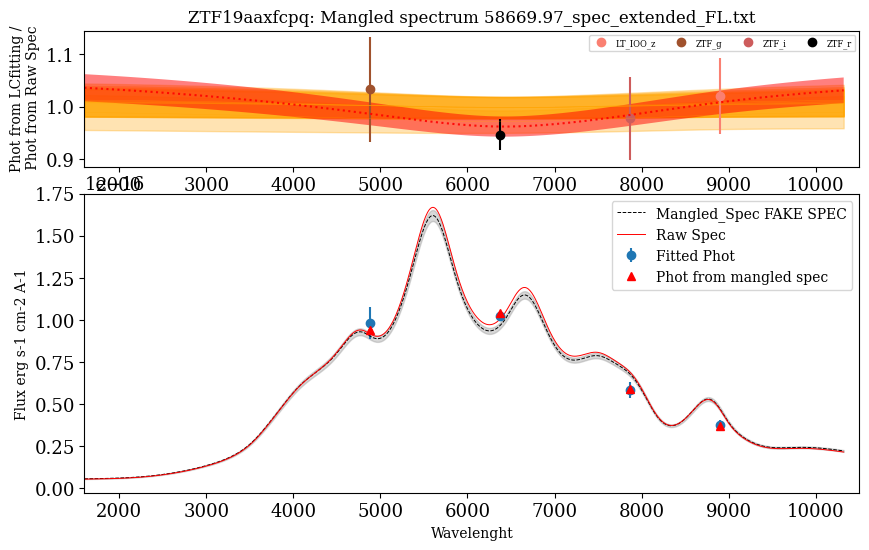 ZTF19aaxfcpq: Mangled spectrum 58669.97_spec_extended_FL.txt
Phot from LCfitting /
Phot from Raw Spec
1.1
1.0
0.9
LT_IOO_z
ZTF_g
ZTF_i
ZTF_r
2000 3000 4000 5000 6000 7000 8000 9000 10000
1e−16
Flux erg s-1 cm-2 A-1
1.75
1.50
1.25
1.00
0.75
0.50
0.25
0.00
Mangled_Spec FAKE SPEC
Raw Spec
Fitted Phot
Phot from mangled spec
2000 3000 4000 5000 6000 7000 8000 9000 10000
Wavelenght